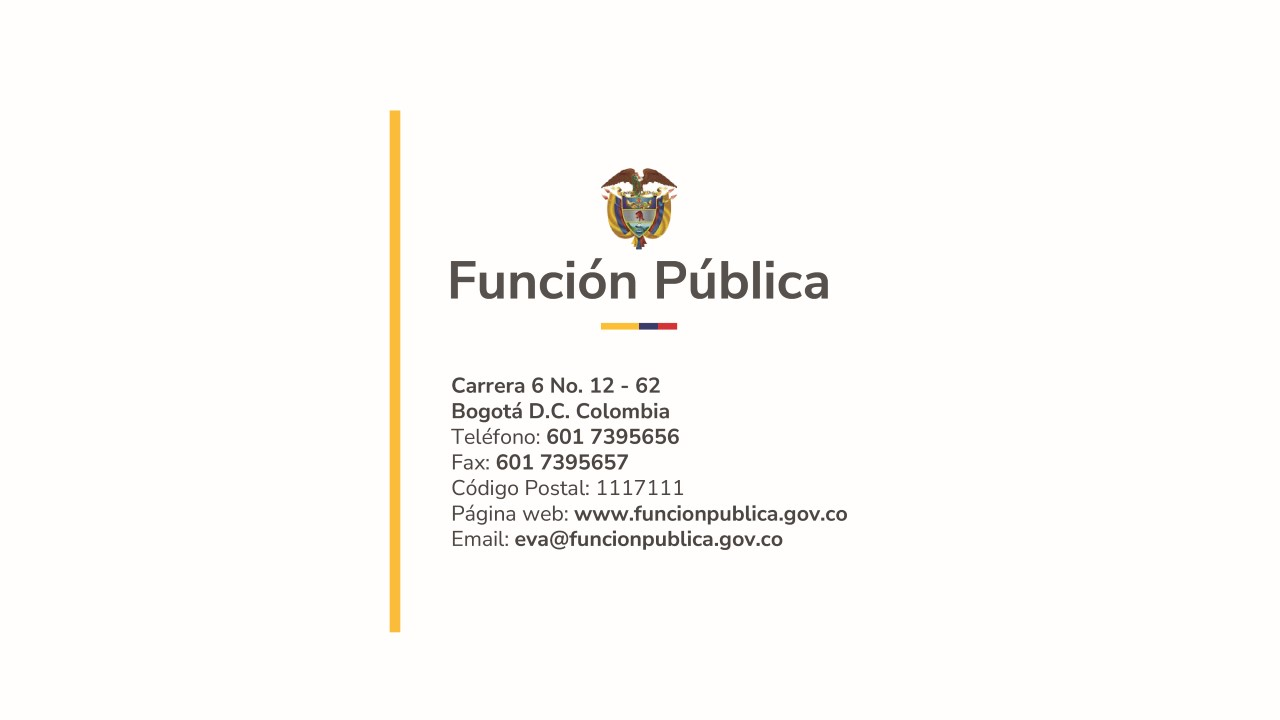 Función Pública
Carrera 6 No. 12 - 62
Bogotá D.C. Colombia
Teléfono: 601 7395656
Fax: 601 7395657
Código Postal: 1117111
Página web: www.funcionpublica.gov.co
Email: eva@funcionpublica.gov.co